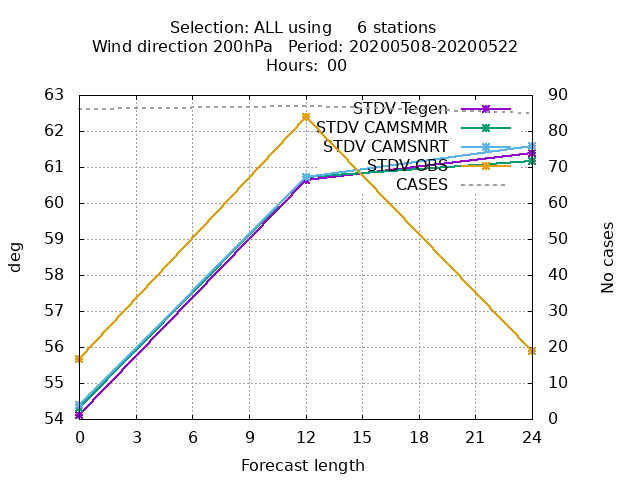 Selection: ALL using     6 stations
Wind direction 200hPa   Period: 20200508-20200522
Hours: 00
63
62
61
60
59
58
57
56
55
54
90
80
70
60
50
40
30
20
10
0
STDV Tegen
STDV CAMSMMR
STDV CAMSNRT
STDV OBS
CASES
deg
No cases
0 3 6 9 12 15 18 21 24
Forecast length